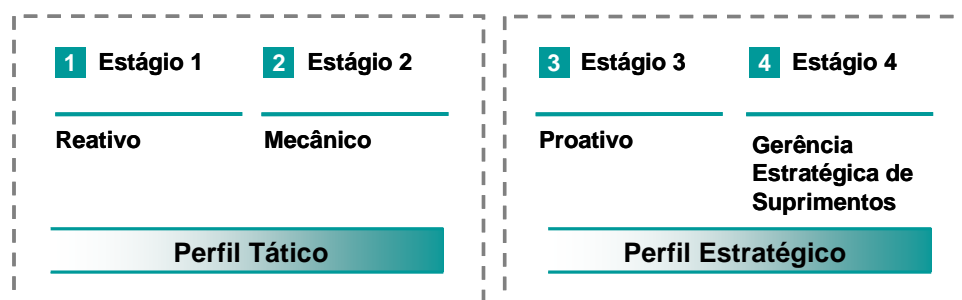 1 Estágio 1
2 Estágio 2
3 Estágio 3
4 Estágio 4
Reativo
Mecânico
Proativo
Gerência
Estratégica de
Suprimentos
Perfil Tático
Perfil Estratégico